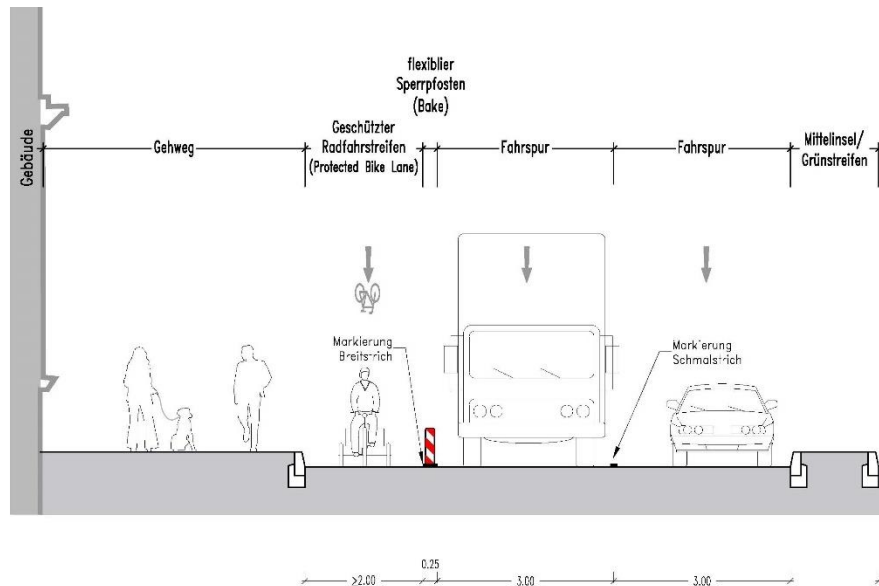 flexiblier
Sperrpfosten
(Bake)
Geschützter
Radfahrstreifen
(Protected Bike Lane)
Gebäude
Gehweg
Fahrspur
Fahrspur
Mittelinsel/
Grünstreifen
Markierung
Breitstrich
Markierung
Schmalstrich
≥2.00
0.25
3.00
3.00